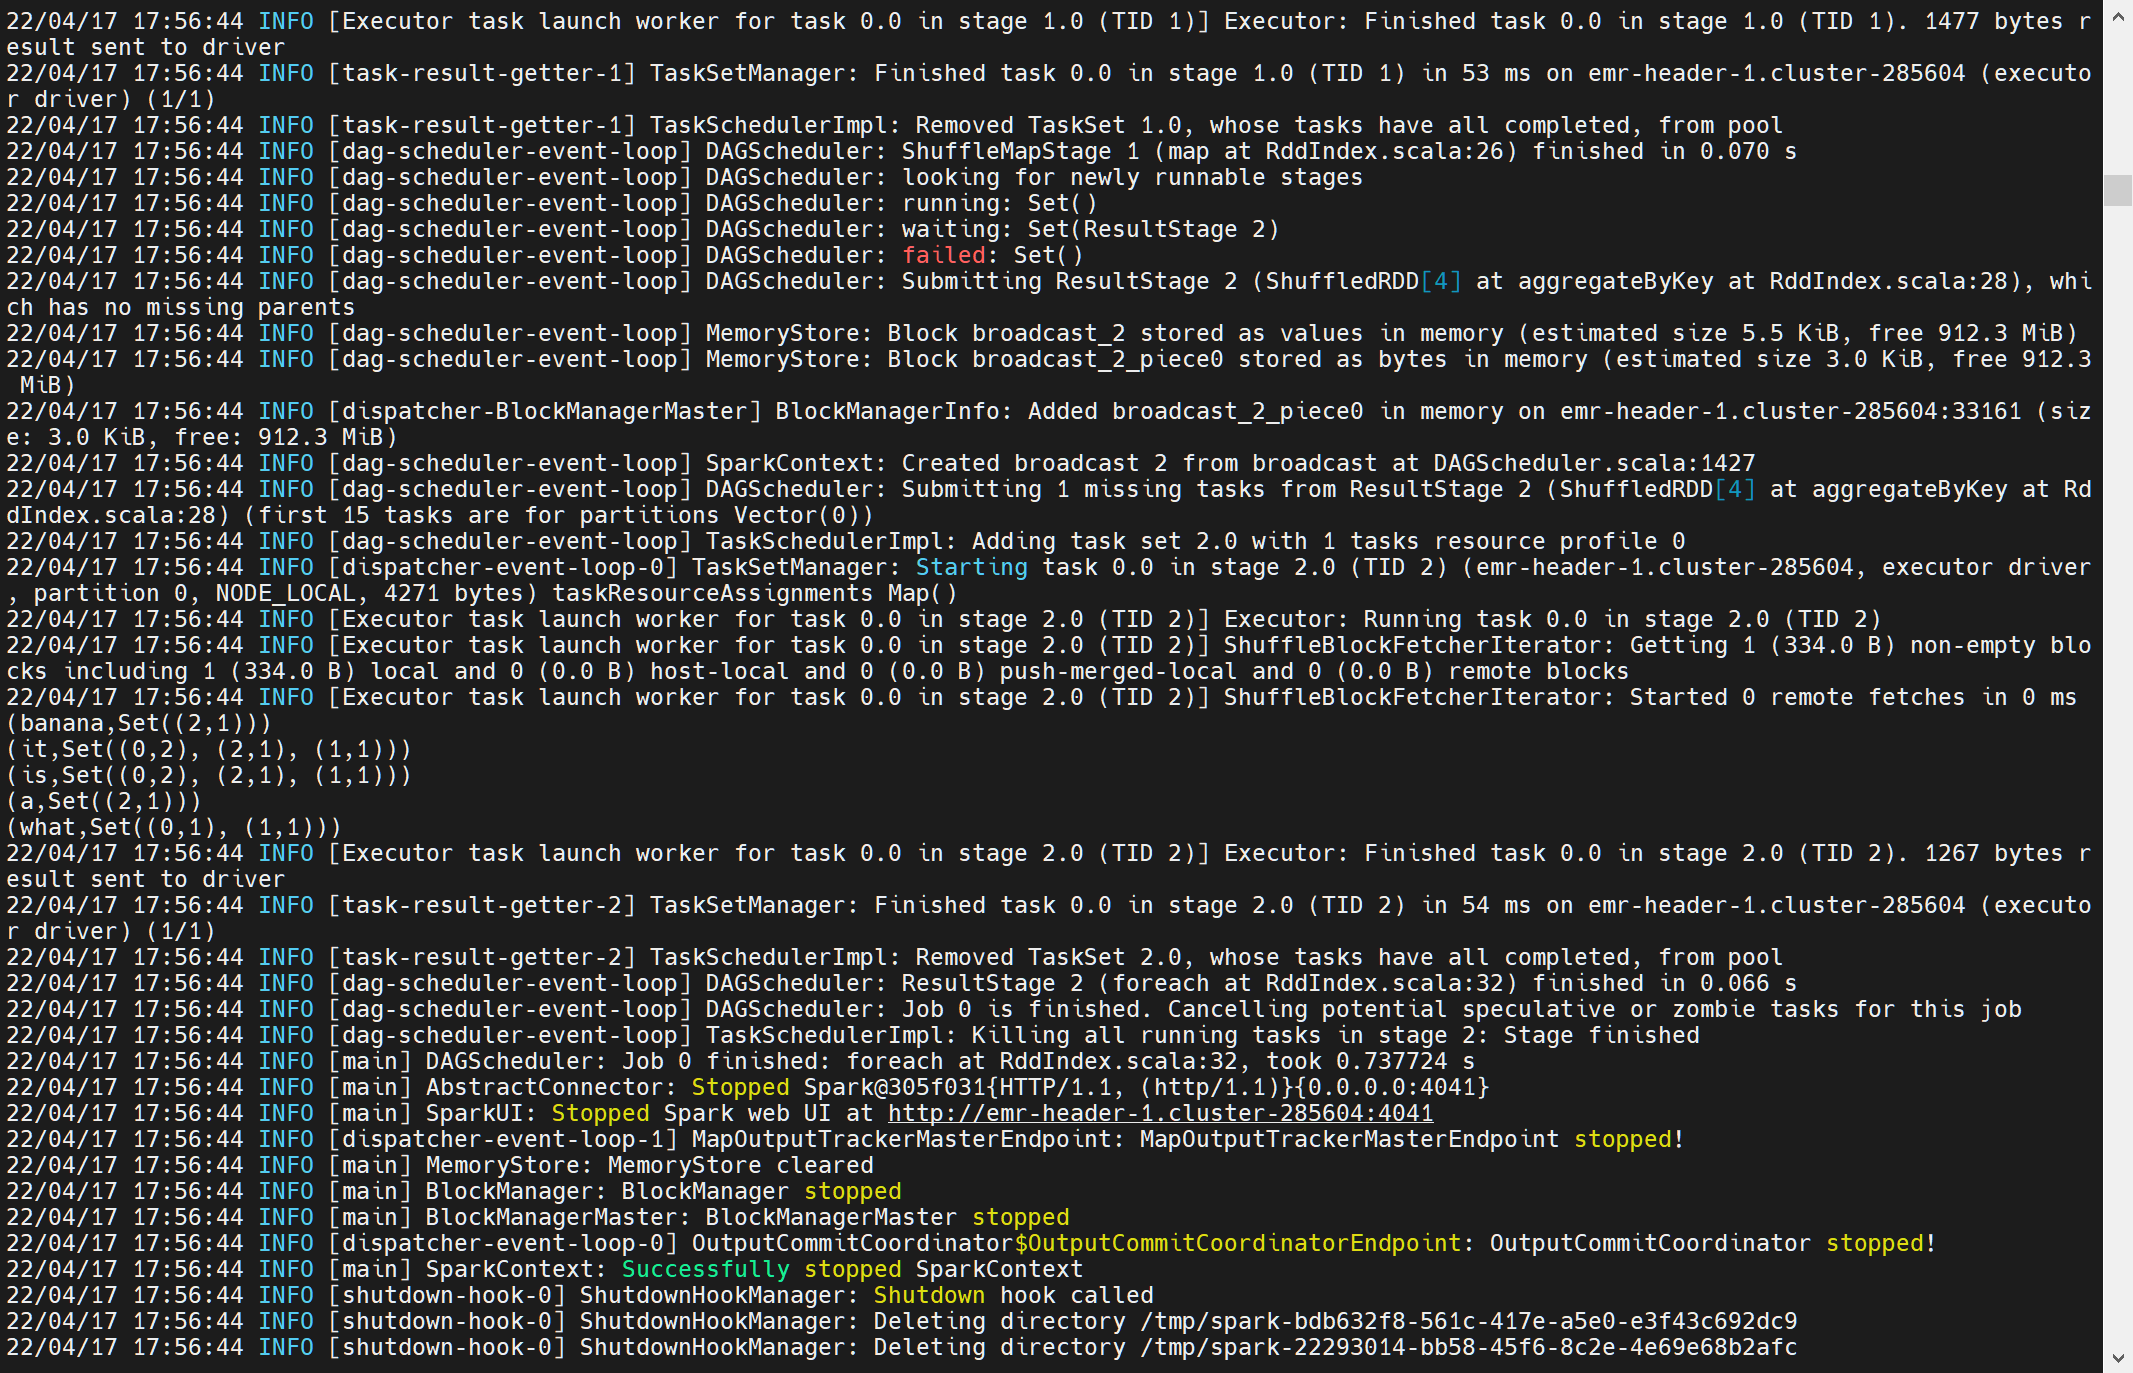 22/04/17 17:56:44 INFO [Executor task launch worker for task 0.0 in stage 1.0 (TID 1)] Executor: Finished task 0.0 in stage 1.0 (TID 1). 1477 bytes r
esult sent to driver
22/04/17 17:56:44 INFO [task-result-getter-1] TaskSetManager: Finished task 0.0 in stage 1.0 (TID 1) in 53 ms on emr-header-1.cluster-285604 (executo
r driver) (1/1)
22/04/17 17:56:44 INFO [task-result-getter-1] TaskSchedulerImpl: Removed TaskSet 1.0, whose tasks have all completed, from pool
22/04/17 17:56:44 INFO [dag-scheduler-event-loop] DAGScheduler: ShuffleMapStage 1 (map at RddIndex.scala:26) finished in 0.070 s
22/04/17 17:56:44 INFO [dag-scheduler-event-loop] DAGScheduler: looking for newly runnable stages
22/04/17 17:56:44 INFO [dag-scheduler-event-loop] DAGScheduler: running: Set()
22/04/17 17:56:44 INFO [dag-scheduler-event-loop] DAGScheduler: waiting: Set(ResultStage 2)
22/04/17 17:56:44 INFO [dag-scheduler-event-loop] DAGScheduler: failed: Set()
22/04/17 17:56:44 INFO [dag-scheduler-event-loop] DAGScheduler: Submitting ResultStage 2 (ShuffledRDD[4] at aggregateByKey at RddIndex.scala:28), whi
ch has no missing parents
22/04/17 17:56:44 INFO [dag-scheduler-event-loop] MemoryStore: Block broadcast_2 stored as values in memory (estimated size 5.5 KiB, free 912.3 MiB)
22/04/17 17:56:44 INFO [dag-scheduler-event-loop] MemoryStore: Block broadcast_2_piece0 stored as bytes in memory (estimated size 3.0 KiB, free 912.3
 MiB)
22/04/17 17:56:44 INFO [dispatcher-BlockManagerMaster] BlockManagerInfo: Added broadcast_2_piece0 in memory on emr-header-1.cluster-285604:33161 (siz
e: 3.0 KiB, free: 912.3 MiB)
22/04/17 17:56:44 INFO [dag-scheduler-event-loop] SparkContext: Created broadcast 2 from broadcast at DAGScheduler.scala:1427
22/04/17 17:56:44 INFO [dag-scheduler-event-loop] DAGScheduler: Submitting 1 missing tasks from ResultStage 2 (ShuffledRDD[4] at aggregateByKey at Rd
dIndex.scala:28) (first 15 tasks are for partitions Vector(0))
22/04/17 17:56:44 INFO [dag-scheduler-event-loop] TaskSchedulerImpl: Adding task set 2.0 with 1 tasks resource profile 0
22/04/17 17:56:44 INFO [dispatcher-event-loop-0] TaskSetManager: Starting task 0.0 in stage 2.0 (TID 2) (emr-header-1.cluster-285604, executor driver
, partition 0, NODE_LOCAL, 4271 bytes) taskResourceAssignments Map()
22/04/17 17:56:44 INFO [Executor task launch worker for task 0.0 in stage 2.0 (TID 2)] Executor: Running task 0.0 in stage 2.0 (TID 2)
22/04/17 17:56:44 INFO [Executor task launch worker for task 0.0 in stage 2.0 (TID 2)] ShuffleBlockFetcherIterator: Getting 1 (334.0 B) non-empty blo
cks including 1 (334.0 B) local and 0 (0.0 B) host-local and 0 (0.0 B) push-merged-local and 0 (0.0 B) remote blocks
22/04/17 17:56:44 INFO [Executor task launch worker for task 0.0 in stage 2.0 (TID 2)] ShuffleBlockFetcherIterator: Started 0 remote fetches in 0 ms
(banana,Set((2,1)))
(it,Set((0,2), (2,1), (1,1)))
(is,Set((0,2), (2,1), (1,1)))
(a,Set((2,1)))
(what,Set((0,1), (1,1)))
22/04/17 17:56:44 INFO [Executor task launch worker for task 0.0 in stage 2.0 (TID 2)] Executor: Finished task 0.0 in stage 2.0 (TID 2). 1267 bytes r
esult sent to driver
22/04/17 17:56:44 INFO [task-result-getter-2] TaskSetManager: Finished task 0.0 in stage 2.0 (TID 2) in 54 ms on emr-header-1.cluster-285604 (executo
r driver) (1/1)
22/04/17 17:56:44 INFO [task-result-getter-2] TaskSchedulerImpl: Removed TaskSet 2.0, whose tasks have all completed, from pool
22/04/17 17:56:44 INFO [dag-scheduler-event-loop] DAGScheduler: ResultStage 2 (foreach at RddIndex.scala:32) finished in 0.066 s
22/04/17 17:56:44 INFO [dag-scheduler-event-loop] DAGScheduler: Job 0 is finished. Cancelling potential speculative or zombie tasks for this job
22/04/17 17:56:44 INFO [dag-scheduler-event-loop] TaskSchedulerImpl: Killing all running tasks in stage 2: Stage finished
22/04/17 17:56:44 INFO [main] DAGScheduler: Job 0 finished: foreach at RddIndex.scala:32, took 0.737724 s
22/04/17 17:56:44 INFO [main] AbstractConnector: Stopped Spark@305f031{HTTP/1.1, (http/1.1)}{0.0.0.0:4041}
22/04/17 17:56:44 INFO [main] SparkUI: Stopped Spark web UI at http://emr-header-1.cluster-285604:4041
22/04/17 17:56:44 INFO [dispatcher-event-loop-1] MapOutputTrackerMasterEndpoint: MapOutputTrackerMasterEndpoint stopped!
22/04/17 17:56:44 INFO [main] MemoryStore: MemoryStore cleared
22/04/17 17:56:44 INFO [main] BlockManager: BlockManager stopped
22/04/17 17:56:44 INFO [main] BlockManagerMaster: BlockManagerMaster stopped
22/04/17 17:56:44 INFO [dispatcher-event-loop-0] OutputCommitCoordinator$OutputCommitCoordinatorEndpoint: OutputCommitCoordinator stopped!
22/04/17 17:56:44 INFO [main] SparkContext: Successfully stopped SparkContext
22/04/17 17:56:44 INFO [shutdown-hook-0] ShutdownHookManager: Shutdown hook called
22/04/17 17:56:44 INFO [shutdown-hook-0] ShutdownHookManager: Deleting directory /tmp/spark-bdb632f8-561c-417e-a5e0-e3f43c692dc9
22/04/17 17:56:44 INFO [shutdown-hook-0] ShutdownHookManager: Deleting directory /tmp/spark-22293014-bb58-45f6-8c2e-4e69e68b2afc